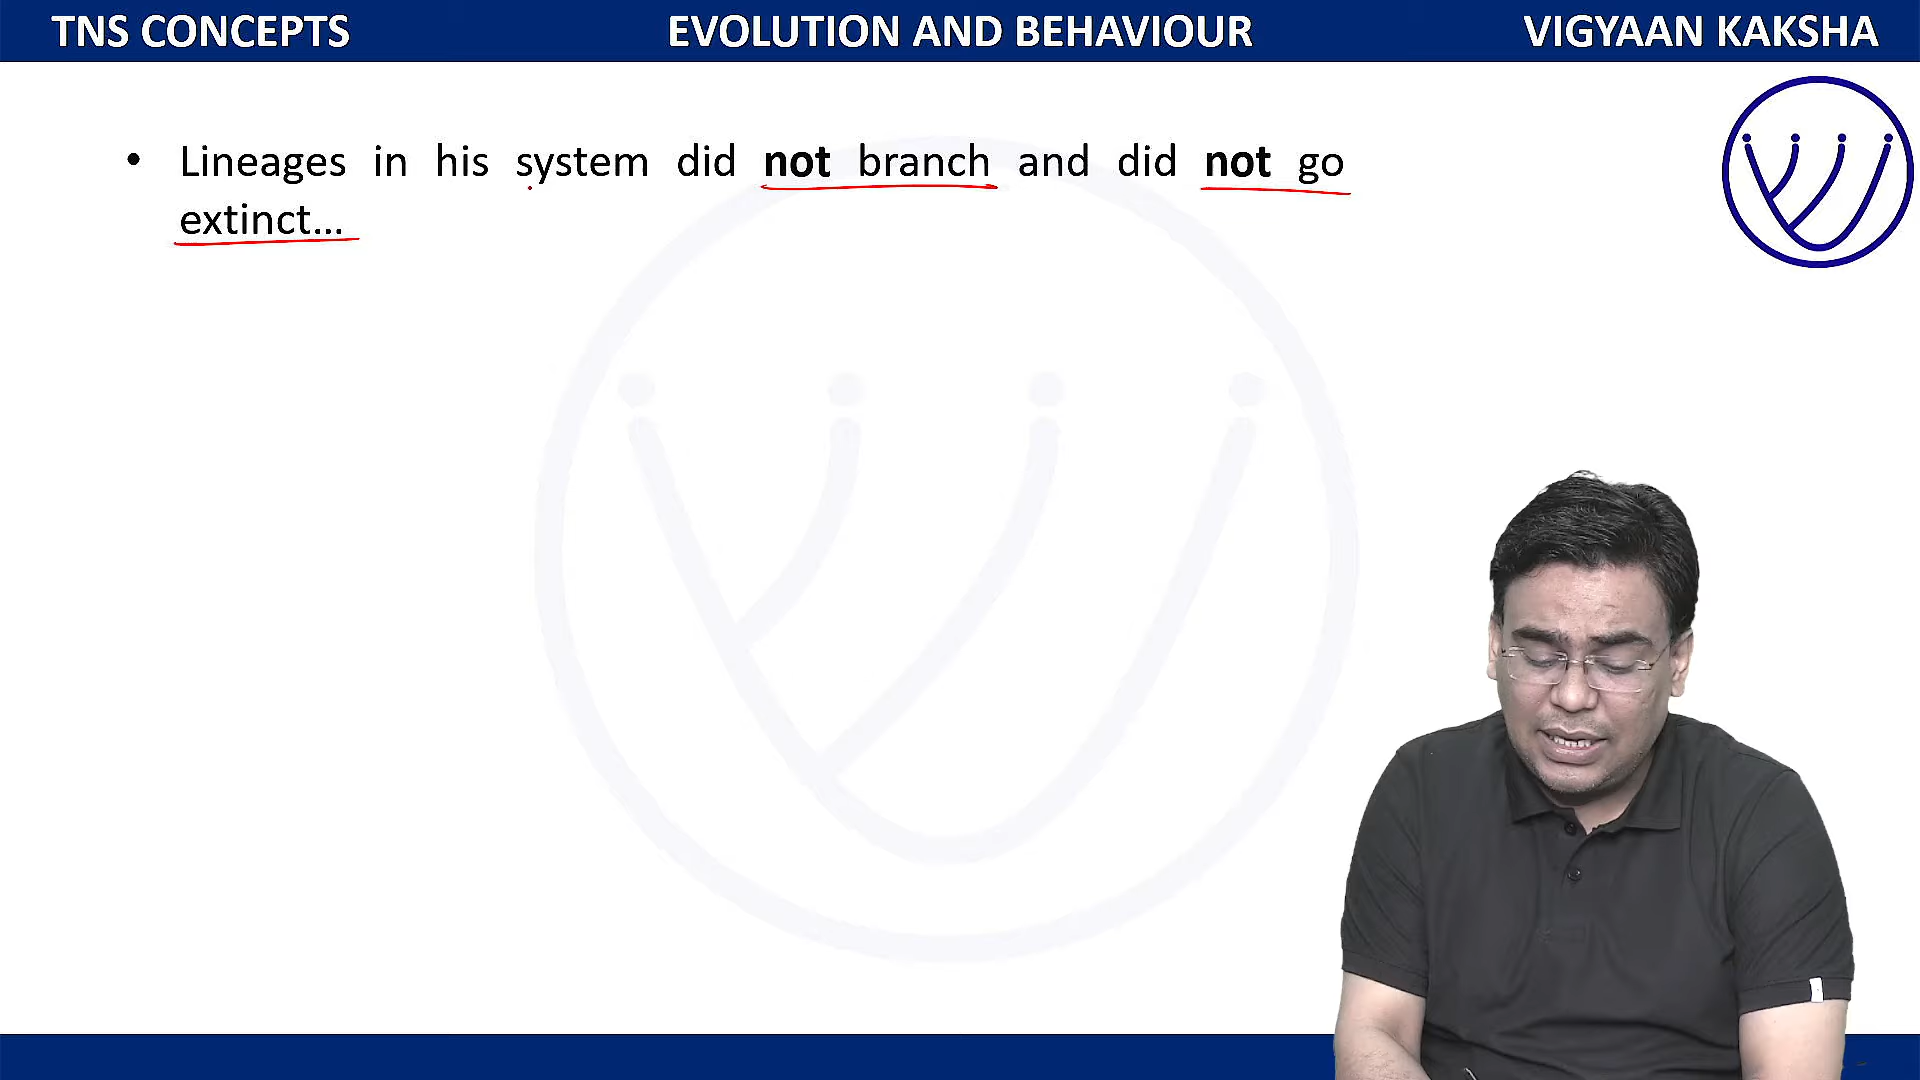 TNS CONCEPTS EVOLUTION AND BEHAVIOUR VIGYAAN KAKSHA
• Lineages in his system did not branch and did not go
extinct...